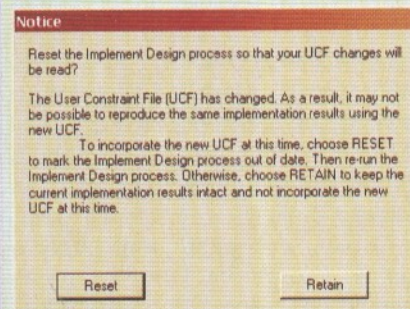 Notice
Reset the Implement Design process so that your UCF changes will
be read?
The User Constraint File (UCF) has changed. As a result, it may not
be possible to reproduce the same implementation results using the
new UCF.
To incorporate the new UCF at this time, choose RESET
to mark the Implement Design process out of date. Then re-run the
Implement Design process. Otherwise, choose RETAIN to keep the
current implementation results intact and not incorporate the new
UCF at this time.
Reset
Retain